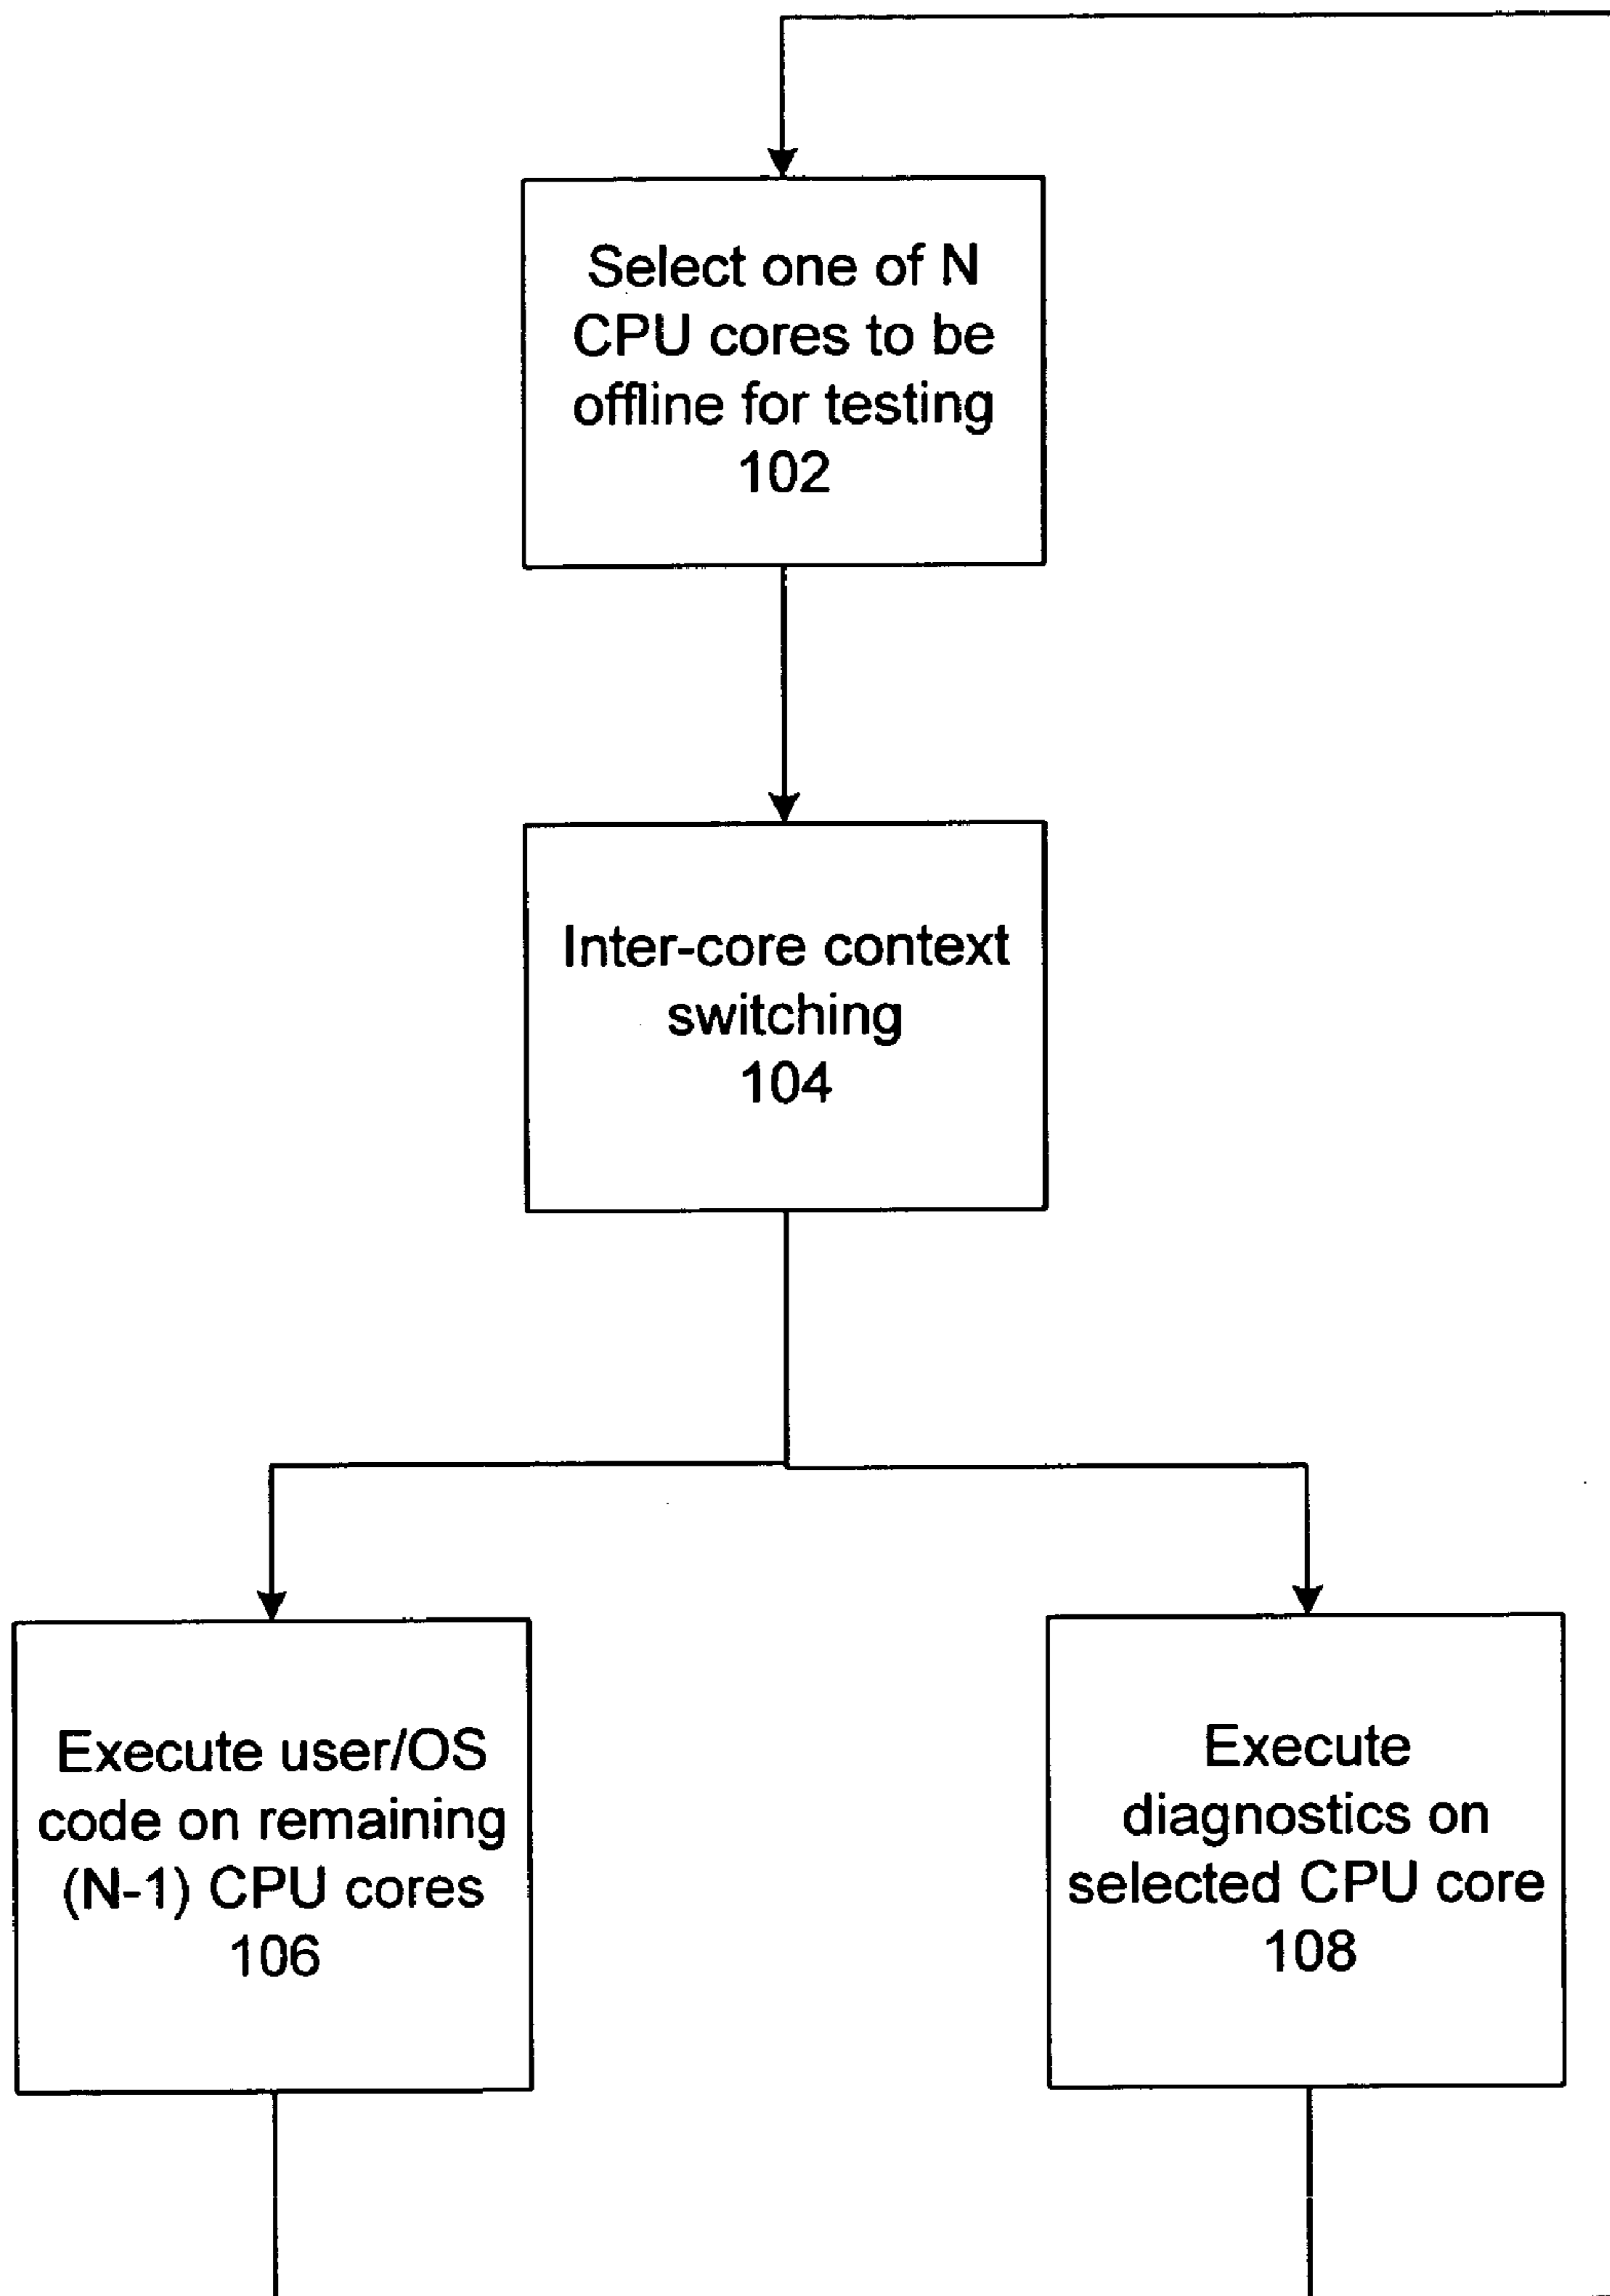 Select one of N
CPU cores to be
offline for testing
102
Inter-core context
switching
104
Execute user/OS
code on remaining
(N-1) CPU cores
106
Execute
diagnostics on
selected CPU core
108